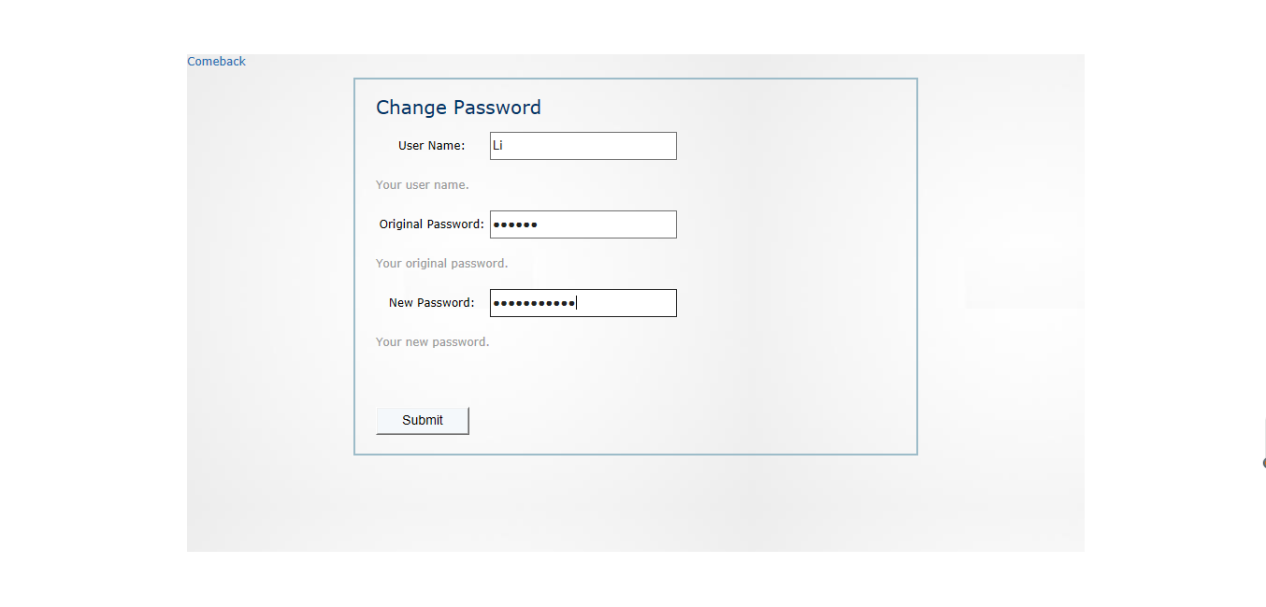 Comeback
Change Password
User Name: Li
Your user name.
Original Password: ••••••
Your original password.
New Password: •••••••••••
Your new password.
Submit